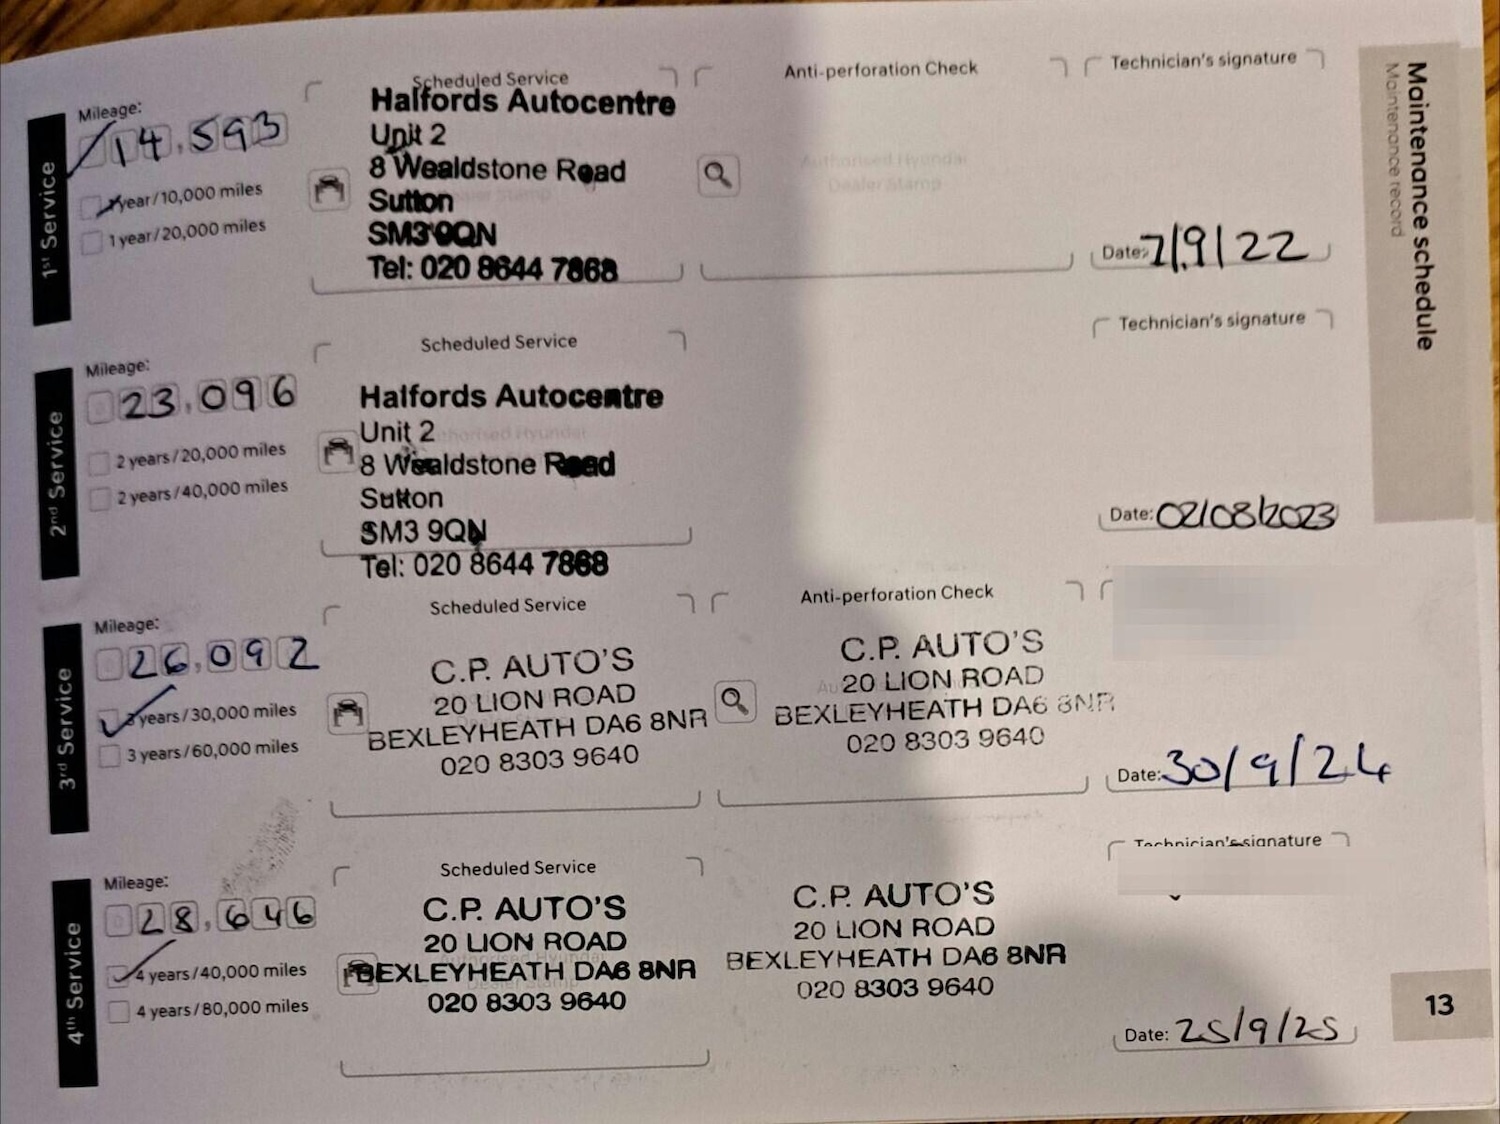 Maintenance schedule
Maintenance record
1st Service
Mileage:
14,593
1 year/10,000 miles
1 year/20,000 miles
Scheduled Service
Halfords Autocentre
Unit 2
8 Wealdstone Road
Sutton
SM3 9QN
Tel: 020 8644 7868
Anti-perforation Check
Authorised Hyundai
Dealer Stamp
Technician's signature
Date: 7/9/22
2nd Service
Mileage:
23,096
2 years/20,000 miles
2 years/40,000 miles
Scheduled Service
Halfords Autocentre
Unit 2
8 Wealdstone Road
Sutton
SM3 9QN
Tel: 020 8644 7868
Technician's signature
Date: 02/08/2023
3rd Service
Mileage:
26,092
3 years/30,000 miles
3 years/60,000 miles
Scheduled Service
C.P. AUTO'S
20 LION ROAD
BEXLEYHEATH DA6 8NR
020 8303 9640
Anti-perforation Check
C.P. AUTO'S
20 LION ROAD
BEXLEYHEATH DA6 8NR
020 8303 9640
Date: 30/9/24
4th Service
Mileage:
28,646
4 years/40,000 miles
4 years/80,000 miles
Scheduled Service
C.P. AUTO'S
20 LION ROAD
BEXLEYHEATH DA6 8NR
020 8303 9640
C.P. AUTO'S
20 LION ROAD
BEXLEYHEATH DA6 8NR
020 8303 9640
Technician's signature
Date: 25/9/25
13